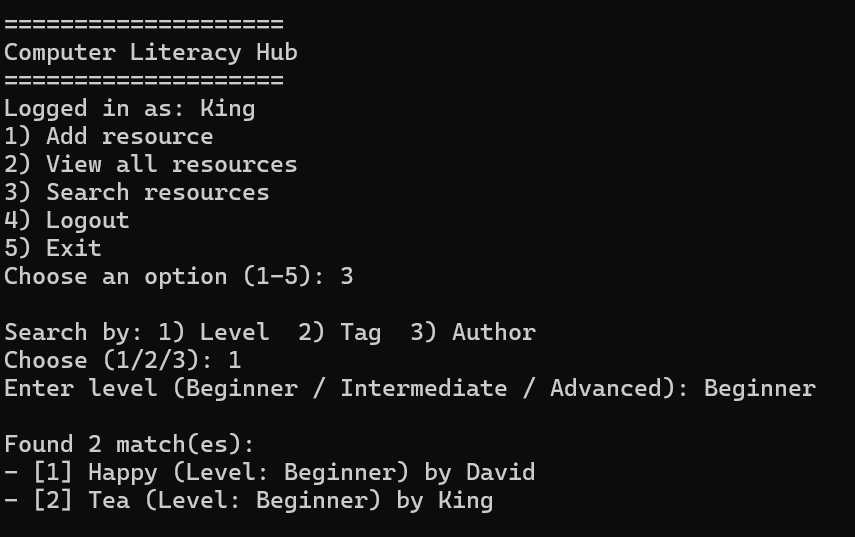 ====================
Computer Literacy Hub
====================
Logged in as: King
1) Add resource
2) View all resources
3) Search resources
4) Logout
5) Exit
Choose an option (1-5): 3
Search by: 1) Level  2) Tag  3) Author
Choose (1/2/3): 1
Enter level (Beginner / Intermediate / Advanced): Beginner
Found 2 match(es):
- [1] Happy (Level: Beginner) by David
- [2] Tea (Level: Beginner) by King